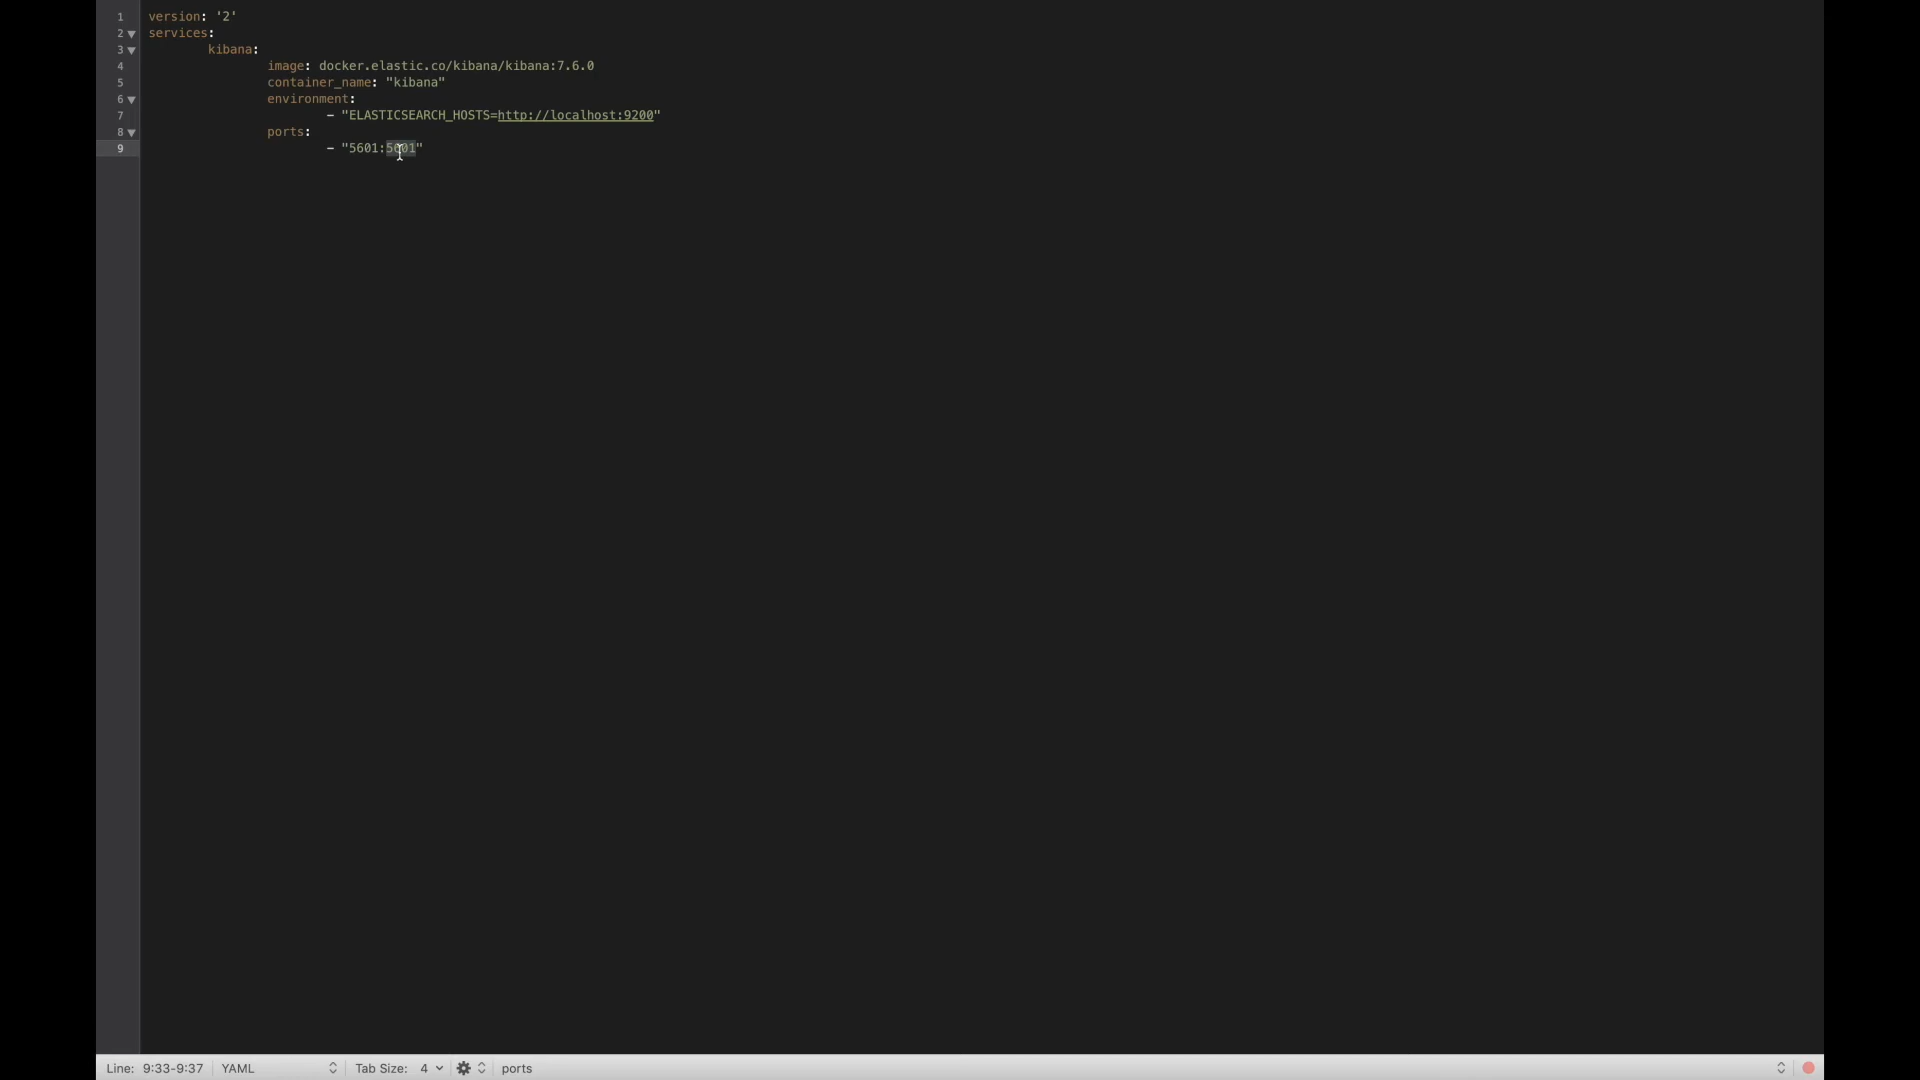 1 version: '2'
2 services:
3 kibana:
4 image: docker.elastic.co/kibana/kibana:7.6.0
5 container_name: "kibana"
6 environment:
7 - "ELASTICSEARCH_HOSTS=http://localhost:9200"
8 ports:
9 - "5601:5601"
Line: 9:33-9:37 YAML Tab Size: 4 ports